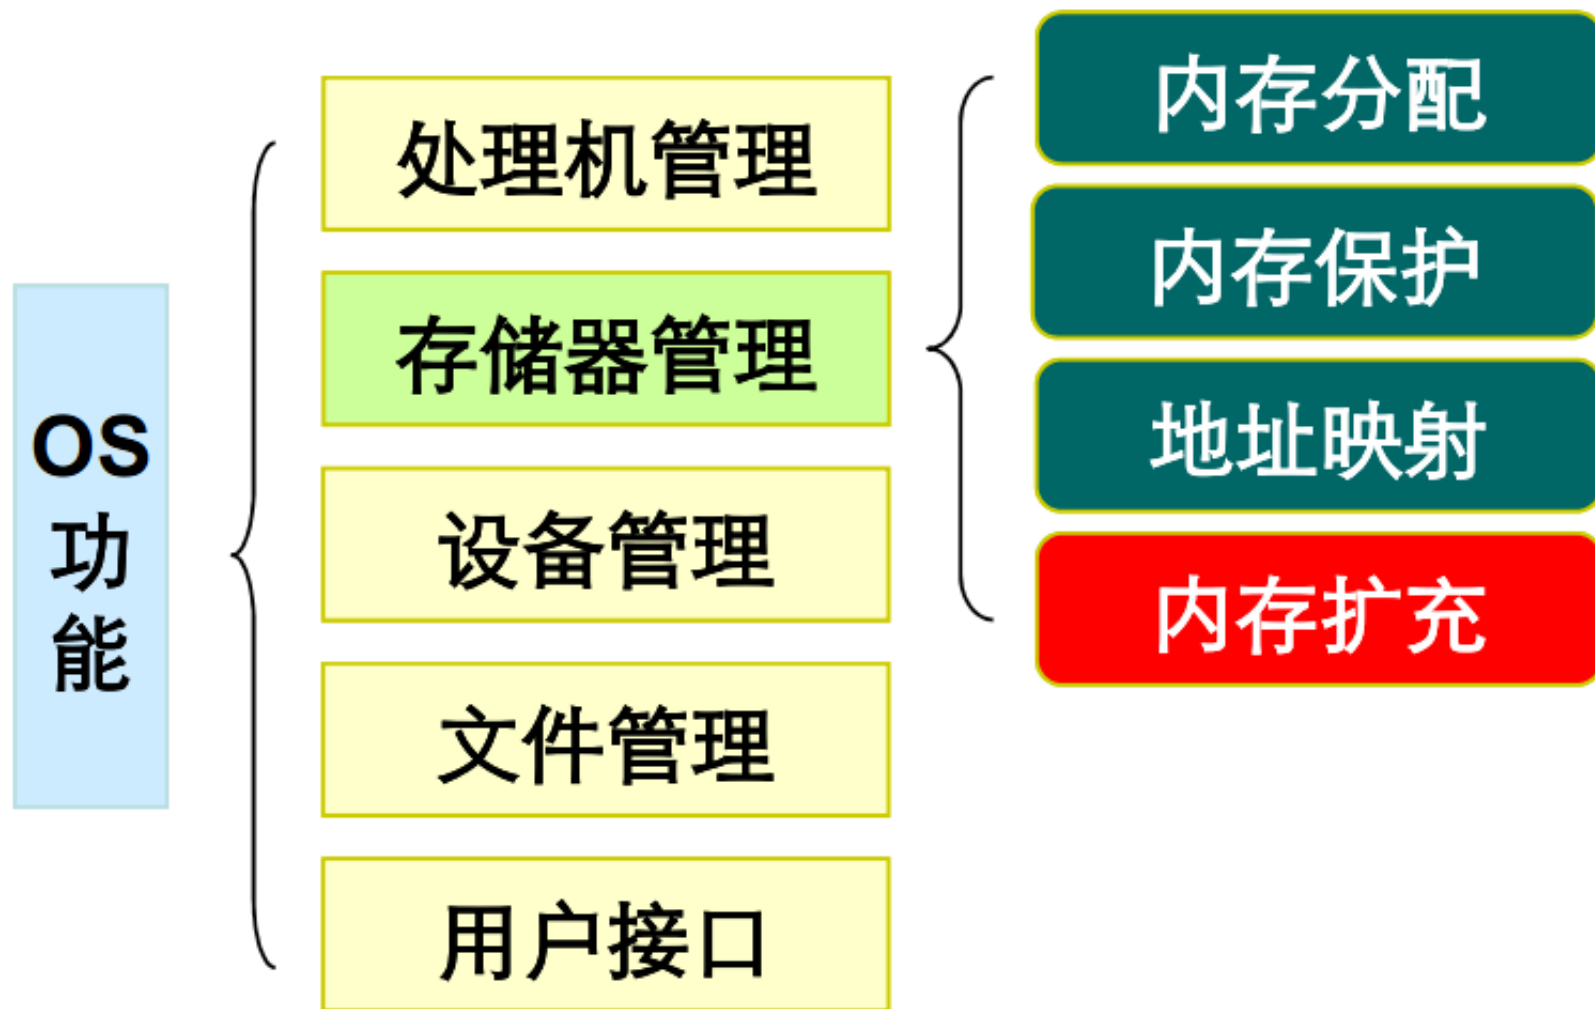 OS
功
能
处理机管理
存储器管理
设备管理
文件管理
用户接口
内存分配
内存保护
地址映射
内存扩充